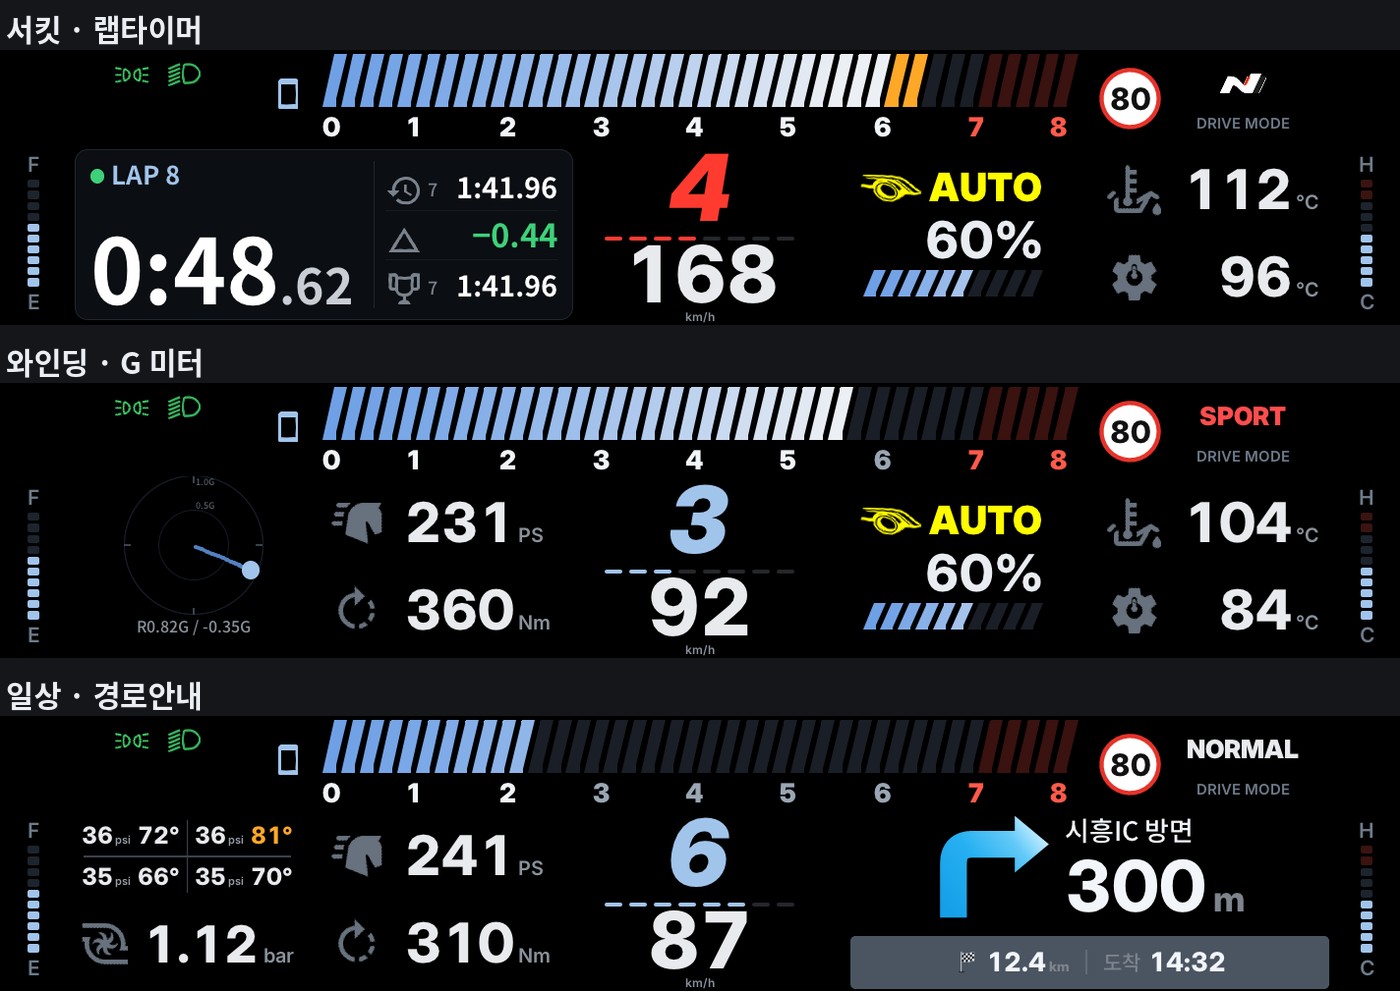 서킷 · 랩타이머
0 1 2 3 4 5 6 7 8
80
N
DRIVE MODE
F
E
LAP 8
0:48.62
7 1:41.96
−0.44
7 1:41.96
4
168
km/h
AUTO
60%
112 °C
96 °C
H
C
와인딩 · G 미터
0 1 2 3 4 5 6 7 8
80
SPORT
DRIVE MODE
F
E
1.0G
0.5G
R0.82G / -0.35G
231 PS
360 Nm
3
92
km/h
AUTO
60%
104 °C
84 °C
H
C
일상 · 경로안내
0 1 2 3 4 5 6 7 8
80
NORMAL
DRIVE MODE
F
E
36 psi 72° 36 psi 81°
35 psi 66° 35 psi 70°
1.12 bar
241 PS
310 Nm
6
87
km/h
시흥IC 방면
300 m
12.4 km 도착 14:32
H
C